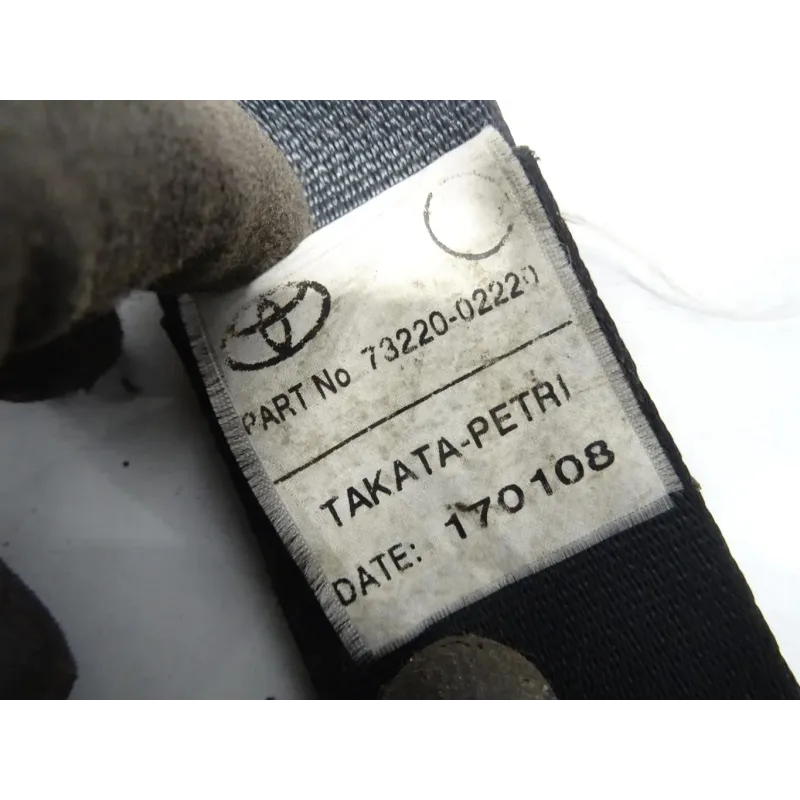 PART No 73220-02220
TAKATA-PETRI
DATE: 170108